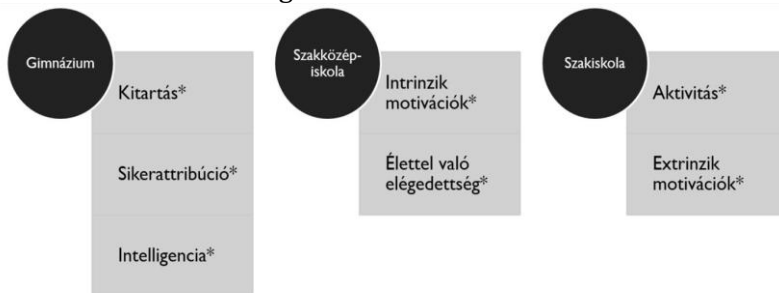 Gimnázium
Kitartás*
Sikerattribúció*
Intelligencia*
Szakközép-
iskola
Intrinzik
motivációk*
Élettel való
elégedettség*
Szakiskola
Aktivitás*
Extrinzik
motivációk*